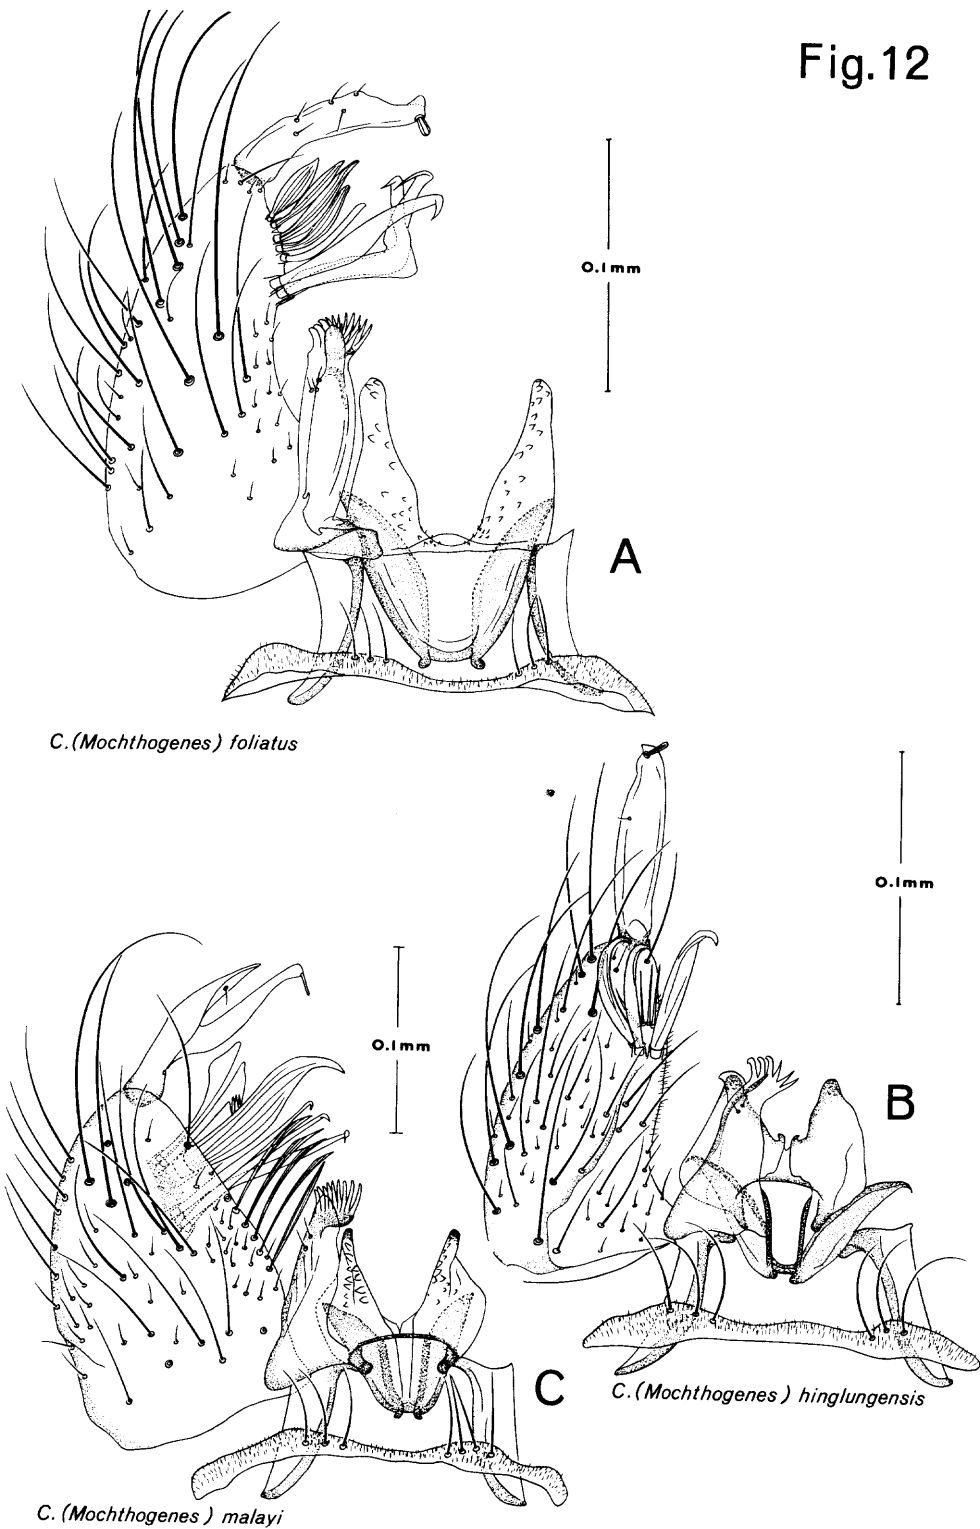 Fig.12
0.1mm
A
C.(Mochthogenes) foliatus
0.1mm
0.1mm
B
C
C.(Mochthogenes) hinglungensis
C.(Mochthogenes) malayi